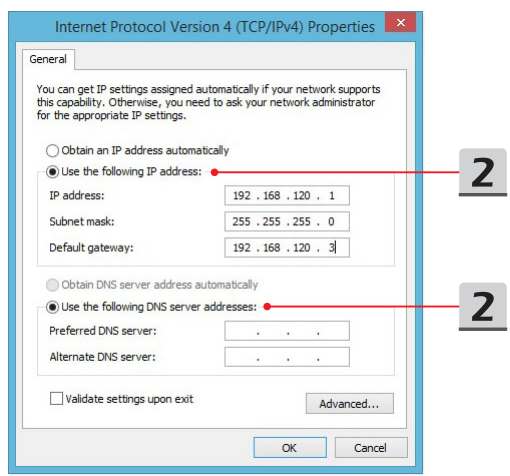 Internet Protocol Version 4 (TCP/IPv4) Properties
General
You can get IP settings assigned automatically if your network supports
this capability. Otherwise, you need to ask your network administrator
for the appropriate IP settings.
Obtain an IP address automatically
Use the following IP address:
2
IP address: 192 . 168 . 120 . 1
Subnet mask: 255 . 255 . 255 . 0
Default gateway: 192 . 168 . 120 . 3
Obtain DNS server address automatically
Use the following DNS server addresses:
2
Preferred DNS server: . . .
Alternate DNS server: . . .
Validate settings upon exit
Advanced...
OK Cancel